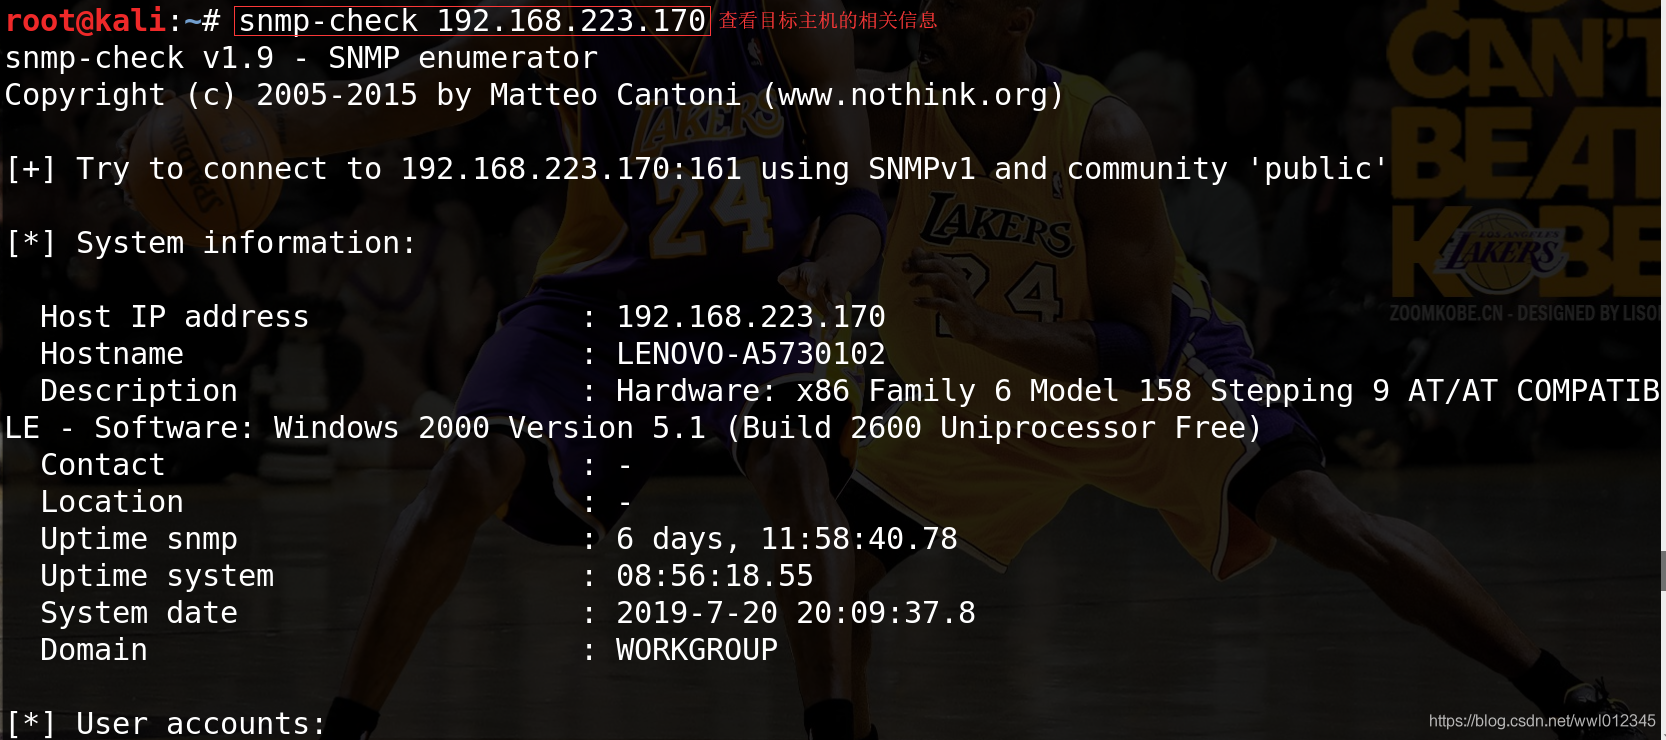 root@kali:~# snmp-check 192.168.223.170 查看目标主机的相关信息
snmp-check v1.9 - SNMP enumerator
Copyright (c) 2005-2015 by Matteo Cantoni (www.nothink.org)
[+] Try to connect to 192.168.223.170:161 using SNMPv1 and community 'public'
[*] System information:
Host IP address : 192.168.223.170
Hostname : LENOVO-A5730102
Description : Hardware: x86 Family 6 Model 158 Stepping 9 AT/AT COMPATIB
LE - Software: Windows 2000 Version 5.1 (Build 2600 Uniprocessor Free)
Contact : -
Location : -
Uptime snmp : 6 days, 11:58:40.78
Uptime system : 08:56:18.55
System date : 2019-7-20 20:09:37.8
Domain : WORKGROUP
[*] User accounts:
CAN'T
BEAT
KOBE
LOS ANGELES
LAKERS
ZOOMKOBE.CN - DESIGNED BY LISON
LAKERS
24
LAKERS
24
SPALDING
https://blog.csdn.net/wwl012345